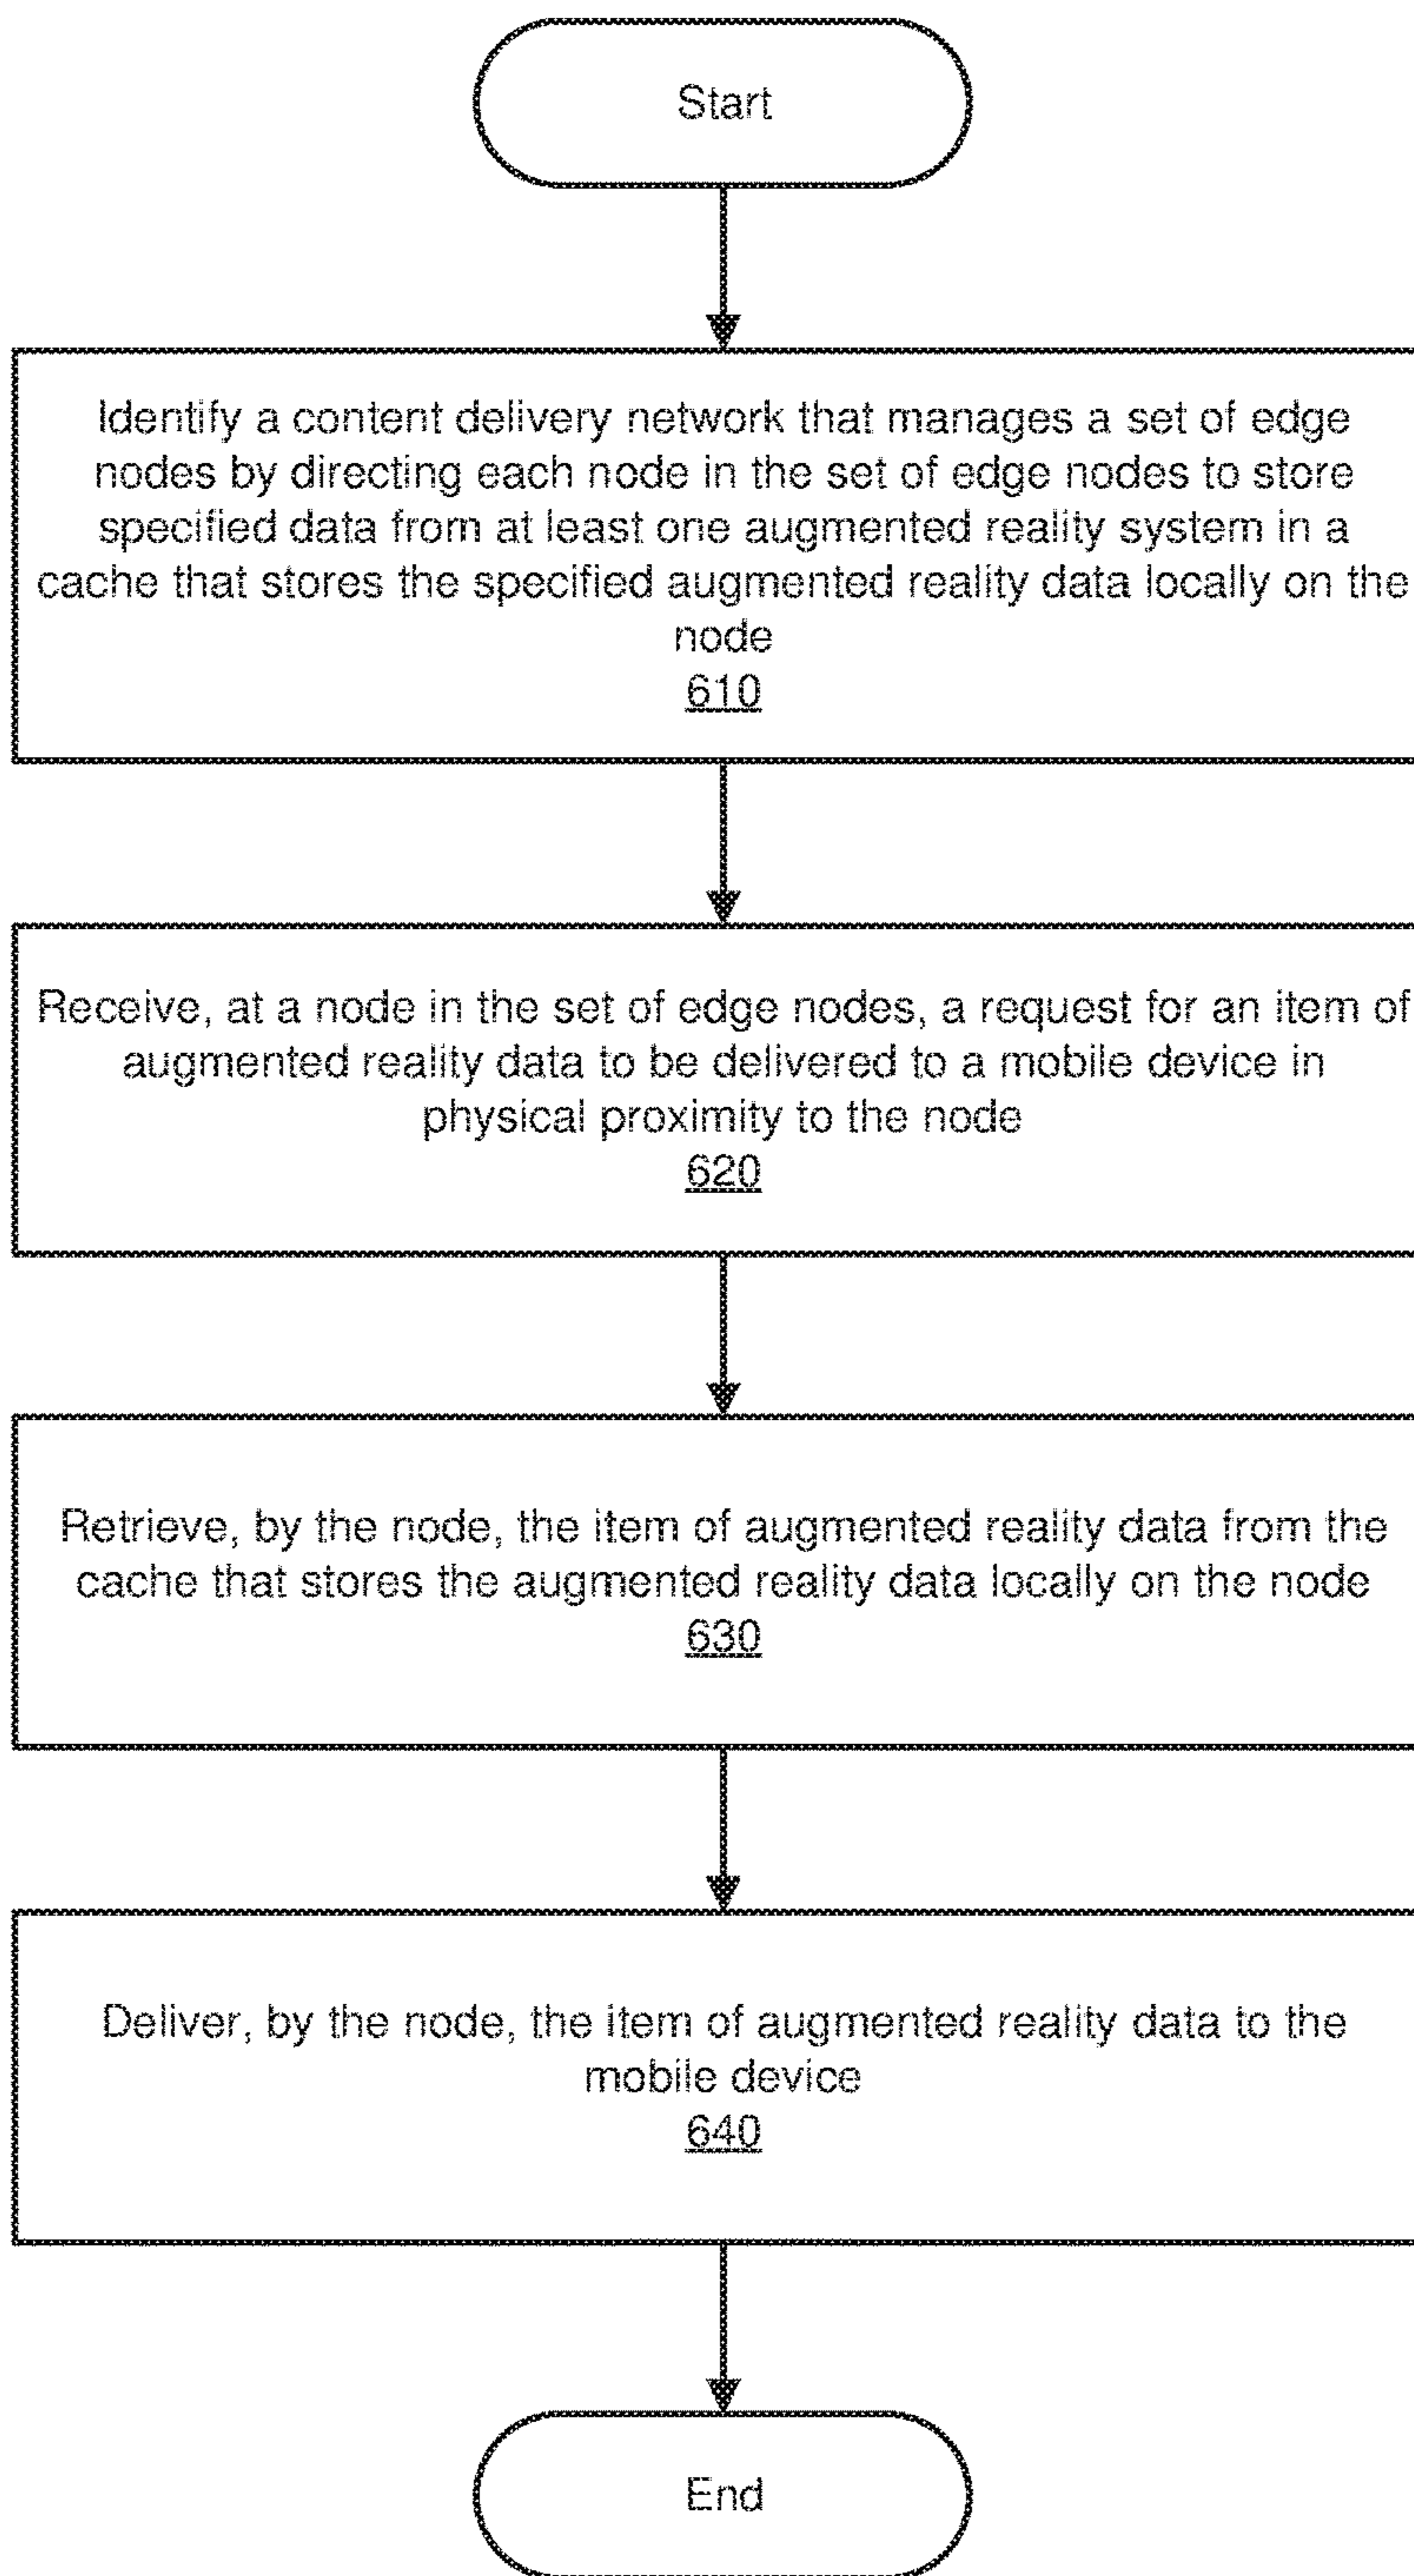 Start
Identify a content delivery network that manages a set of edge
nodes by directing each node in the set of edge nodes to store
specified data from at least one augmented reality system in a
cache that stores the specified augmented reality data locally on the
node
610
Receive, at a node in the set of edge nodes, a request for an item of
augmented reality data to be delivered to a mobile device in
physical proximity to the node
620
Retrieve, by the node, the item of augmented reality data from the
cache that stores the augmented reality data locally on the node
630
Deliver, by the node, the item of augmented reality data to the
mobile device
640
End